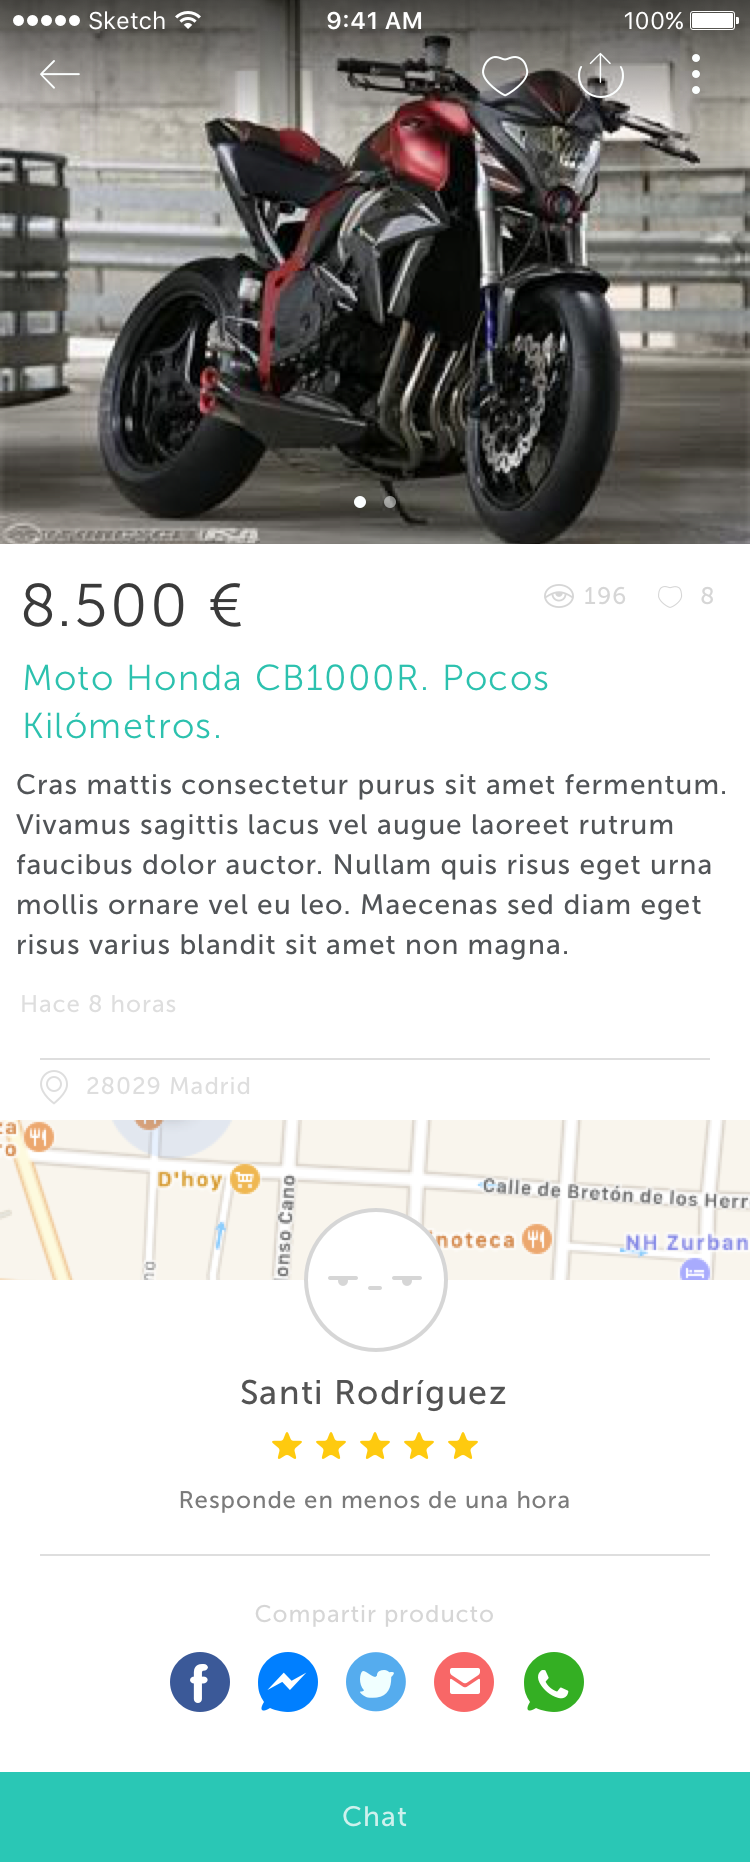 Sketch 9:41 AM 100%
8.500 €
196 8
Moto Honda CB1000R. Pocos
Kilómetros.
Cras mattis consectetur purus sit amet fermentum.
Vivamus sagittis lacus vel augue laoreet rutrum
faucibus dolor auctor. Nullam quis risus eget urna
mollis ornare vel eu leo. Maecenas sed diam eget
risus varius blandit sit amet non magna.
Hace 8 horas
28029 Madrid
D'hoy
Calle de Bretón de los Herr
onso Cano
inoteca
NH Zurban
Santi Rodríguez
Responde en menos de una hora
Compartir producto
Chat